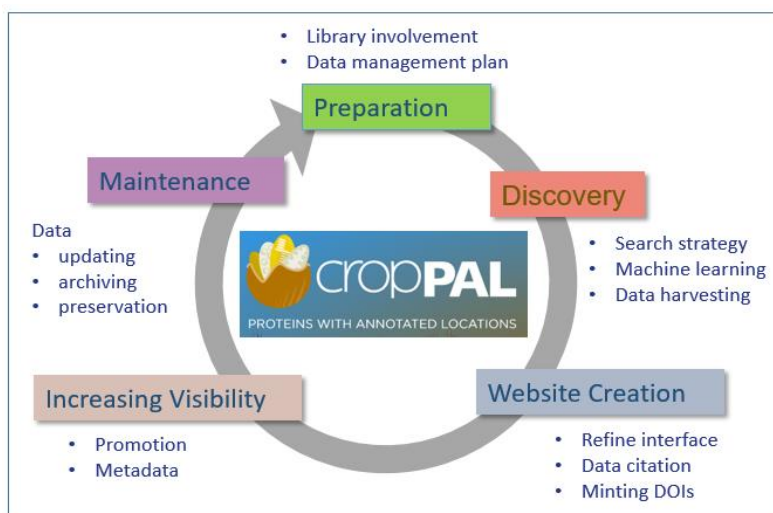 • Library involvement
• Data management plan
Preparation
Discovery
• Search strategy
• Machine learning
• Data harvesting
Website Creation
• Refine interface
• Data citation
• Minting DOIs
Increasing Visibility
• Promotion
• Metadata
Maintenance
Data
• updating
• archiving
• preservation
cropPAL
PROTEINS WITH ANNOTATED LOCATIONS